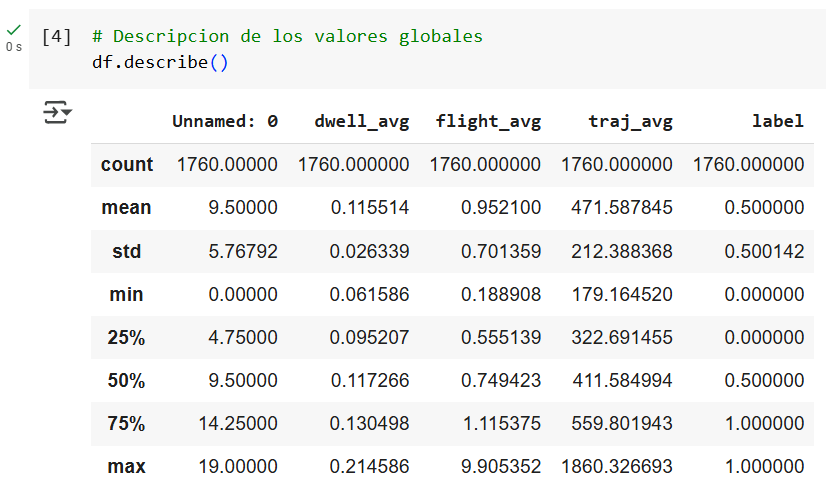 [4] # Descripcion de los valores globales
0 s df.describe()
Unnamed: 0 dwell_avg flight_avg traj_avg label
count 1760.00000 1760.000000 1760.000000 1760.000000 1760.000000
mean 9.50000 0.115514 0.952100 471.587845 0.500000
std 5.76792 0.026339 0.701359 212.388368 0.500142
min 0.00000 0.061586 0.188908 179.164520 0.000000
25% 4.75000 0.095207 0.555139 322.691455 0.000000
50% 9.50000 0.117266 0.749423 411.584994 0.500000
75% 14.25000 0.130498 1.115375 559.801943 1.000000
max 19.00000 0.214586 9.905352 1860.326693 1.000000